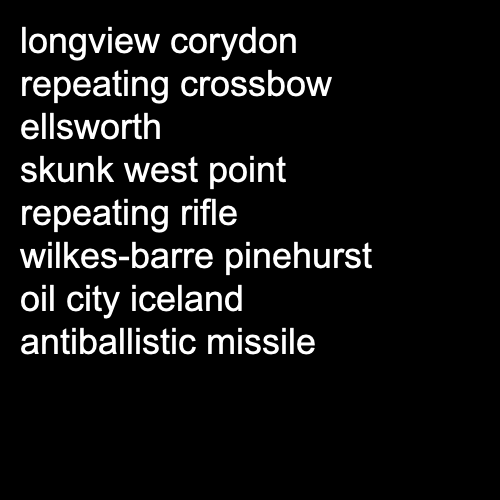 longview corydon
repeating crossbow
ellsworth
skunk west point
repeating rifle
wilkes-barre pinehurst
oil city iceland
antiballistic missile